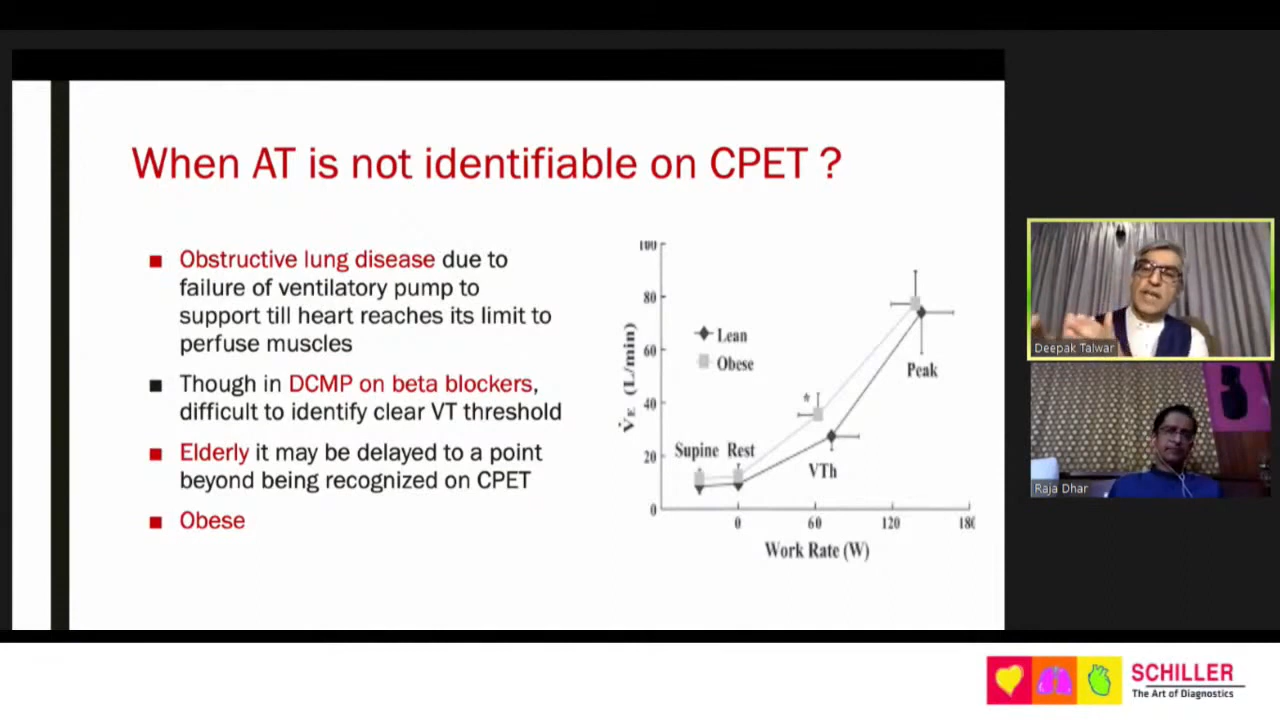 When AT is not identifiable on CPET ?
Obstructive lung disease due to
failure of ventilatory pump to
support till heart reaches its limit to
perfuse muscles
Though in DCMP on beta blockers,
difficult to identify clear VT threshold
Elderly it may be delayed to a point
beyond being recognized on CPET
Obese
100
80
60
40
20
0
V̇E (L/min)
Lean
Obese
*
Supine Rest
VTh
Peak
0 60 120 180
Work Rate (W)
Deepak Talwar
Raja Dhar
SCHILLER
The Art of Diagnostics